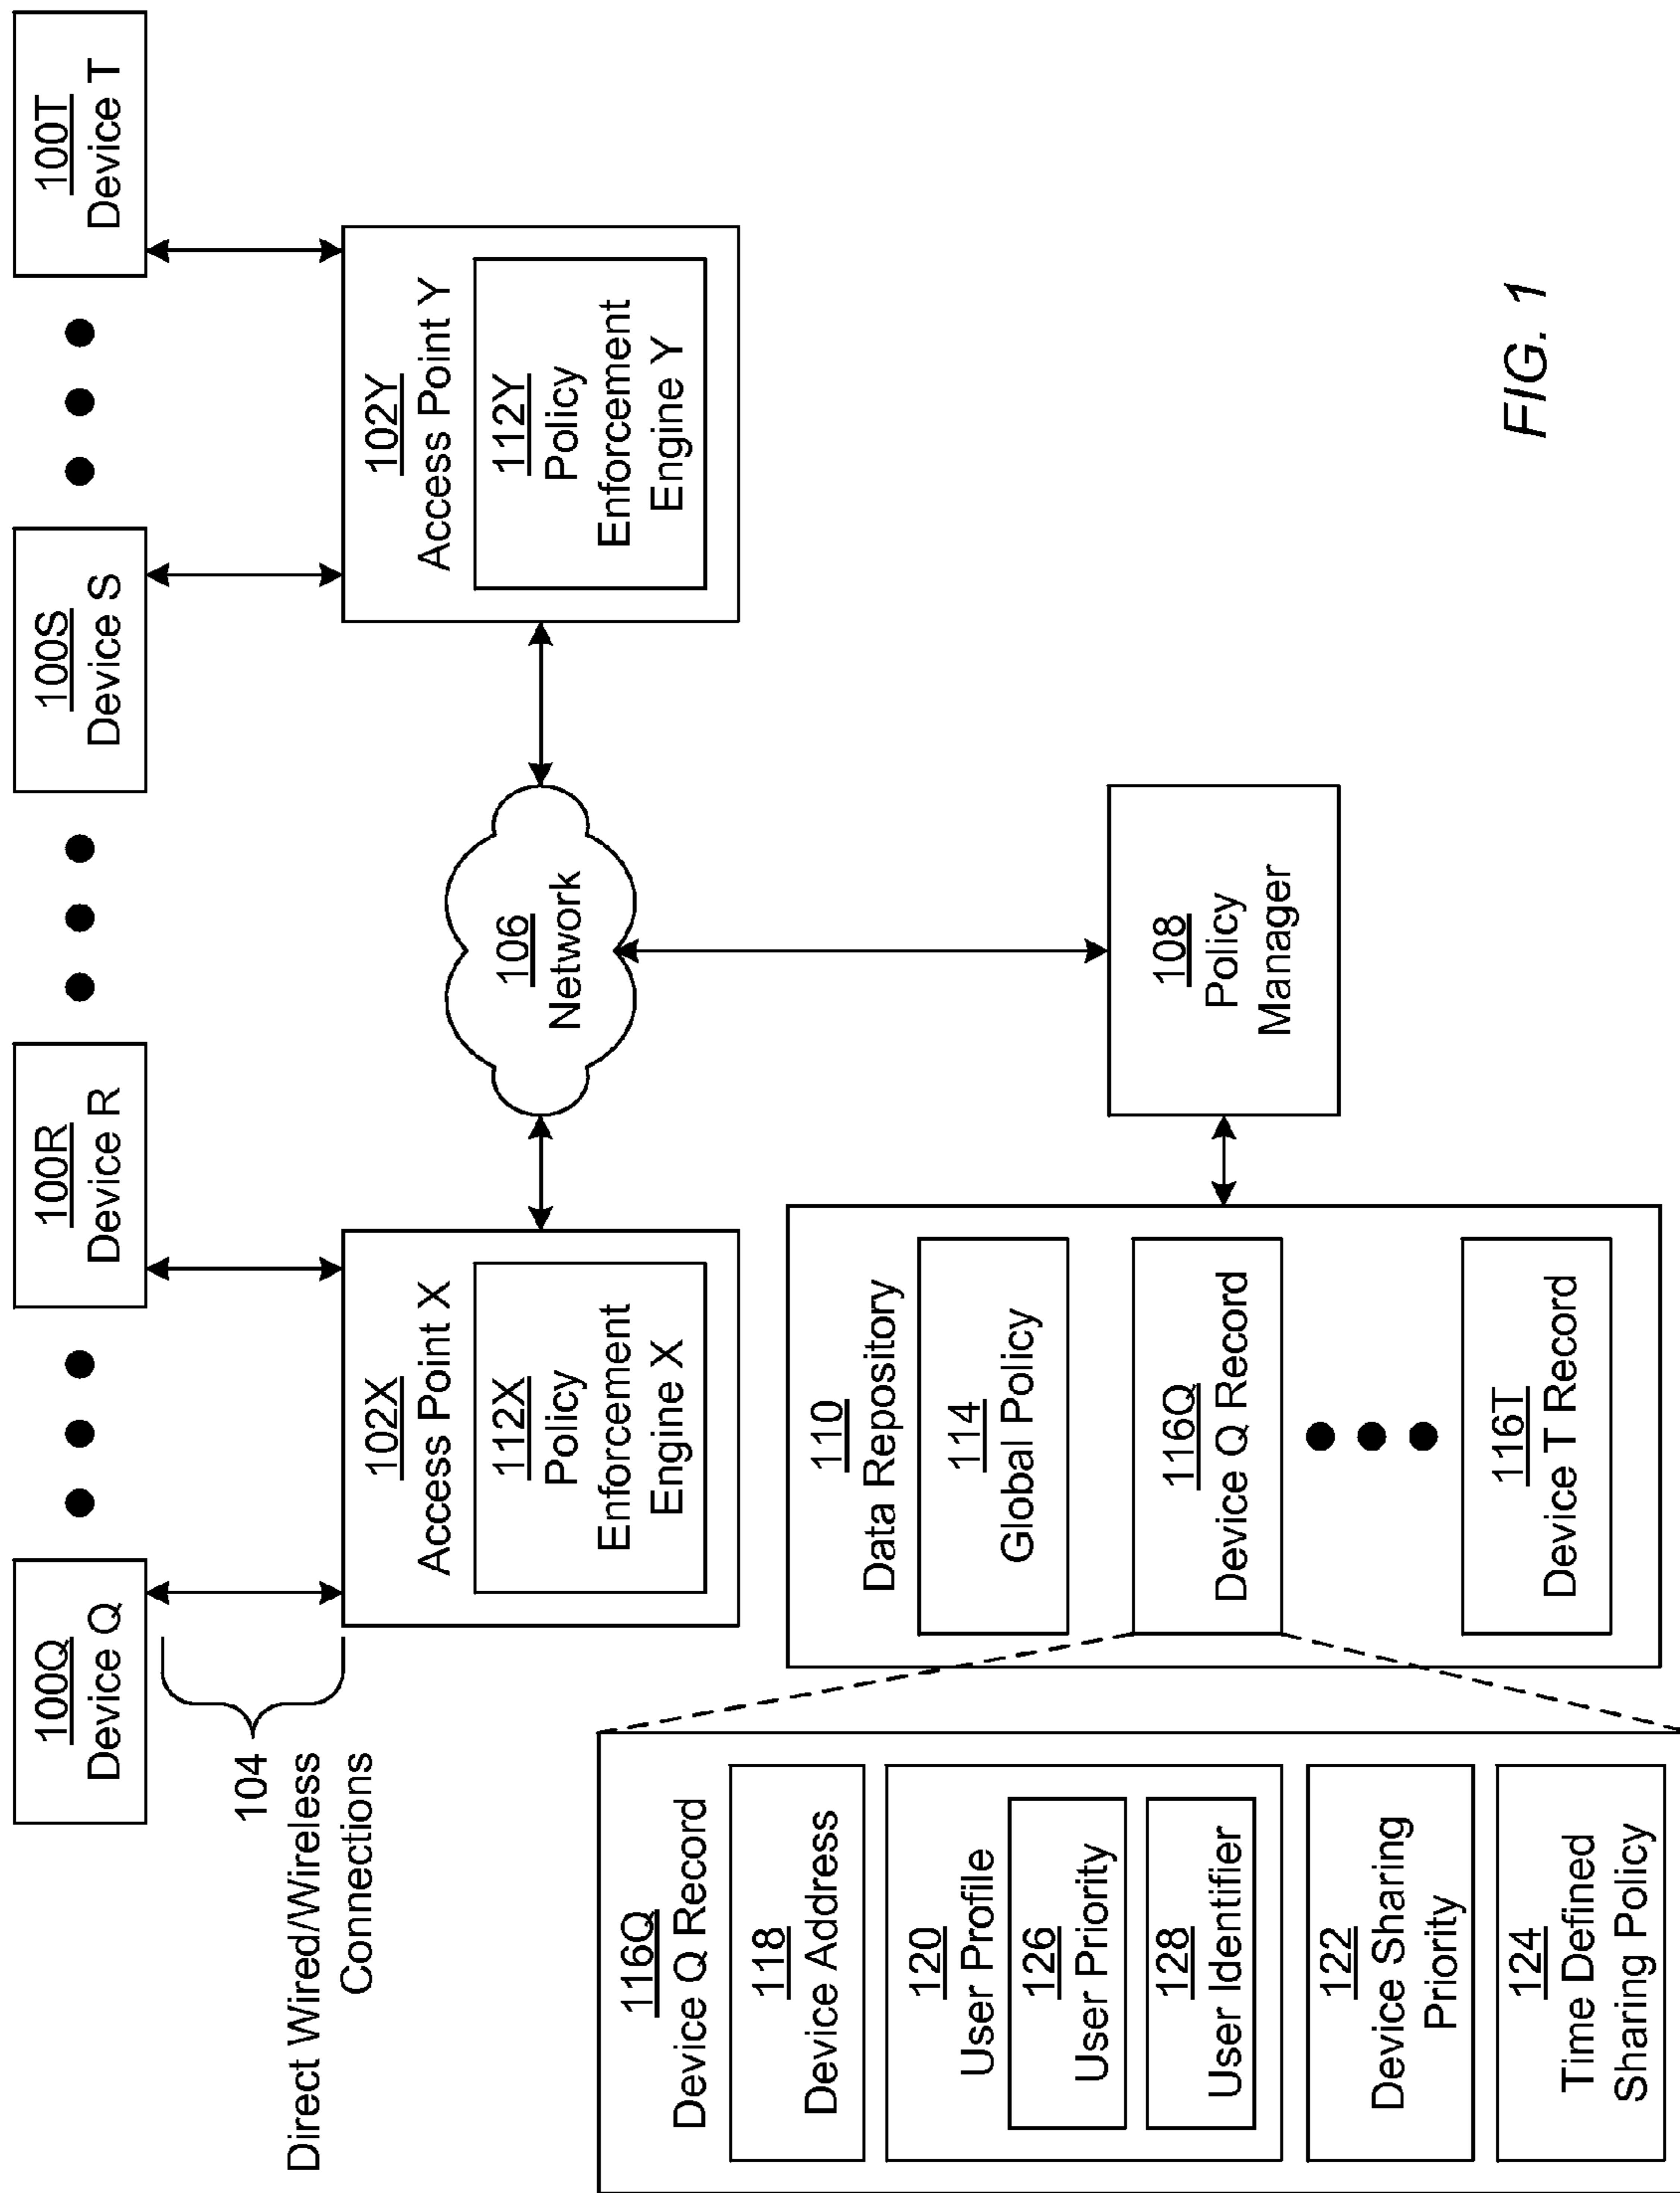 100Q
Device Q
100R
Device R
100S
Device S
100T
Device T
104
Direct Wired/Wireless
Connections
102X
Access Point X
112X
Policy
Enforcement
Engine X
106
Network
102Y
Access Point Y
112Y
Policy
Enforcement
Engine Y
116Q
Device Q Record
118
Device Address
120
User Profile
126
User Priority
128
User Identifier
122
Device Sharing
Priority
124
Time Defined
Sharing Policy
110
Data Repository
114
Global Policy
116Q
Device Q Record
116T
Device T Record
108
Policy
Manager
FIG. 1